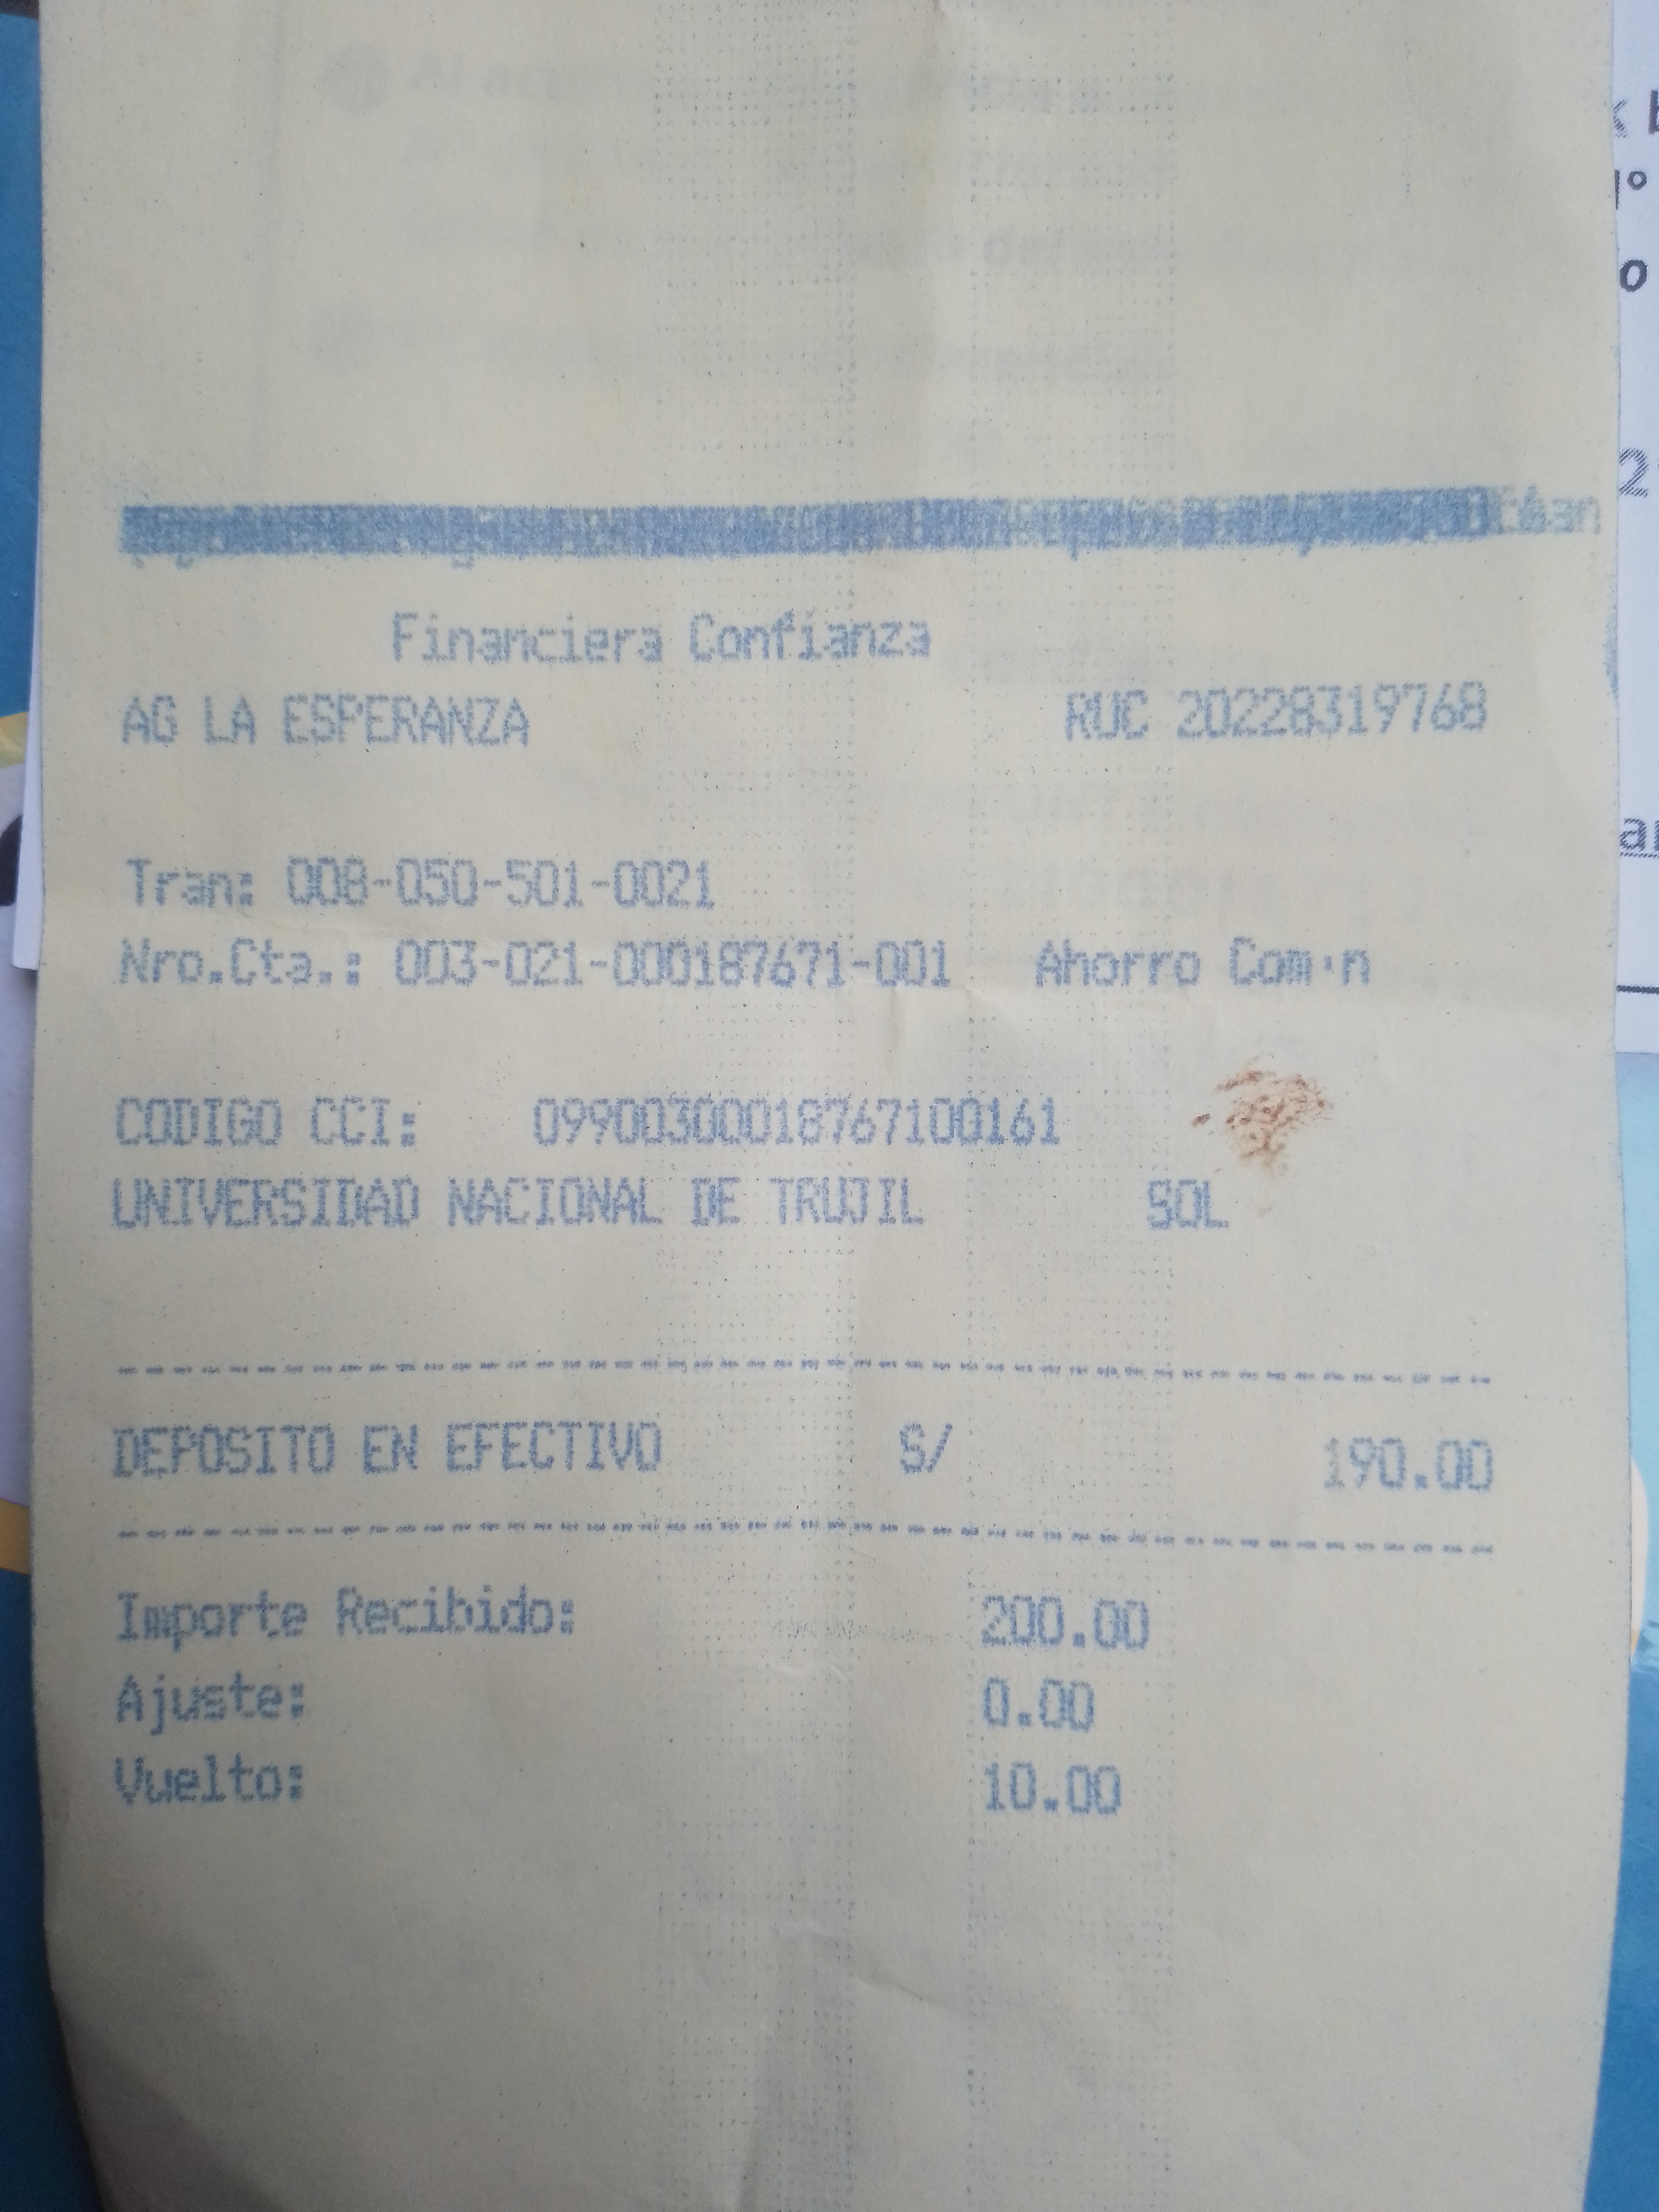 Financiera Confianza
AG LA ESPERANZA RUC 20228319768
Tran: 008-050-501-0021
Nro.Cta.: 003-021-000187671-001 Ahorro Com·n
CODIGO CCI: 09900300018767100161
UNIVERSIDAD NACIONAL DE TRUJIL SOL
DEPOSITO EN EFECTIVO S/ 190.00
Importe Recibido: 200.00
Ajuste: 0.00
Vuelto: 10.00